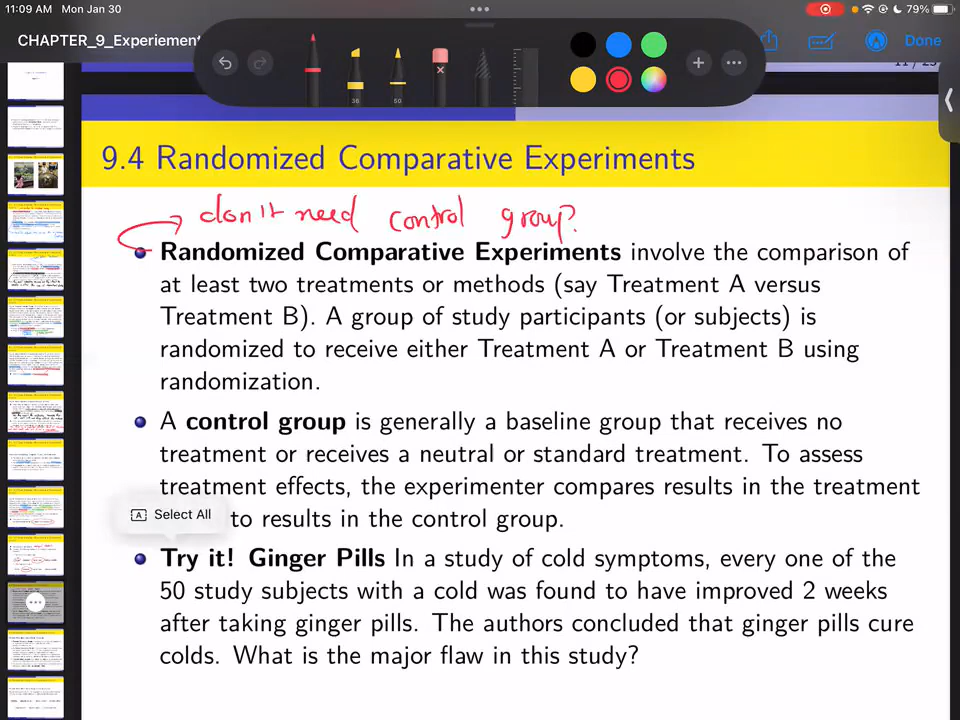 11:09 AM Mon Jan 30
79%
CHAPTER_9_Experiement
Done
36
50
9.4 Randomized Comparative Experiments
don't need control group?
Randomized Comparative Experiments involve the comparison of
at least two treatments or methods (say Treatment A versus
Treatment B). A group of study participants (or subjects) is
randomized to receive either Treatment A or Treatment B using
randomization.
A control group is generally a baseline group that receives no
treatment or receives a neutral or standard treatment. To assess
treatment effects, the experimenter compares results in the treatment
Select All
to results in the control group.
Try it! Ginger Pills In a study of cold symptoms, every one of the
50 study subjects with a cold was found to have improved 2 weeks
after taking ginger pills. The authors concluded that ginger pills cure
colds. What is the major flaw in this study?